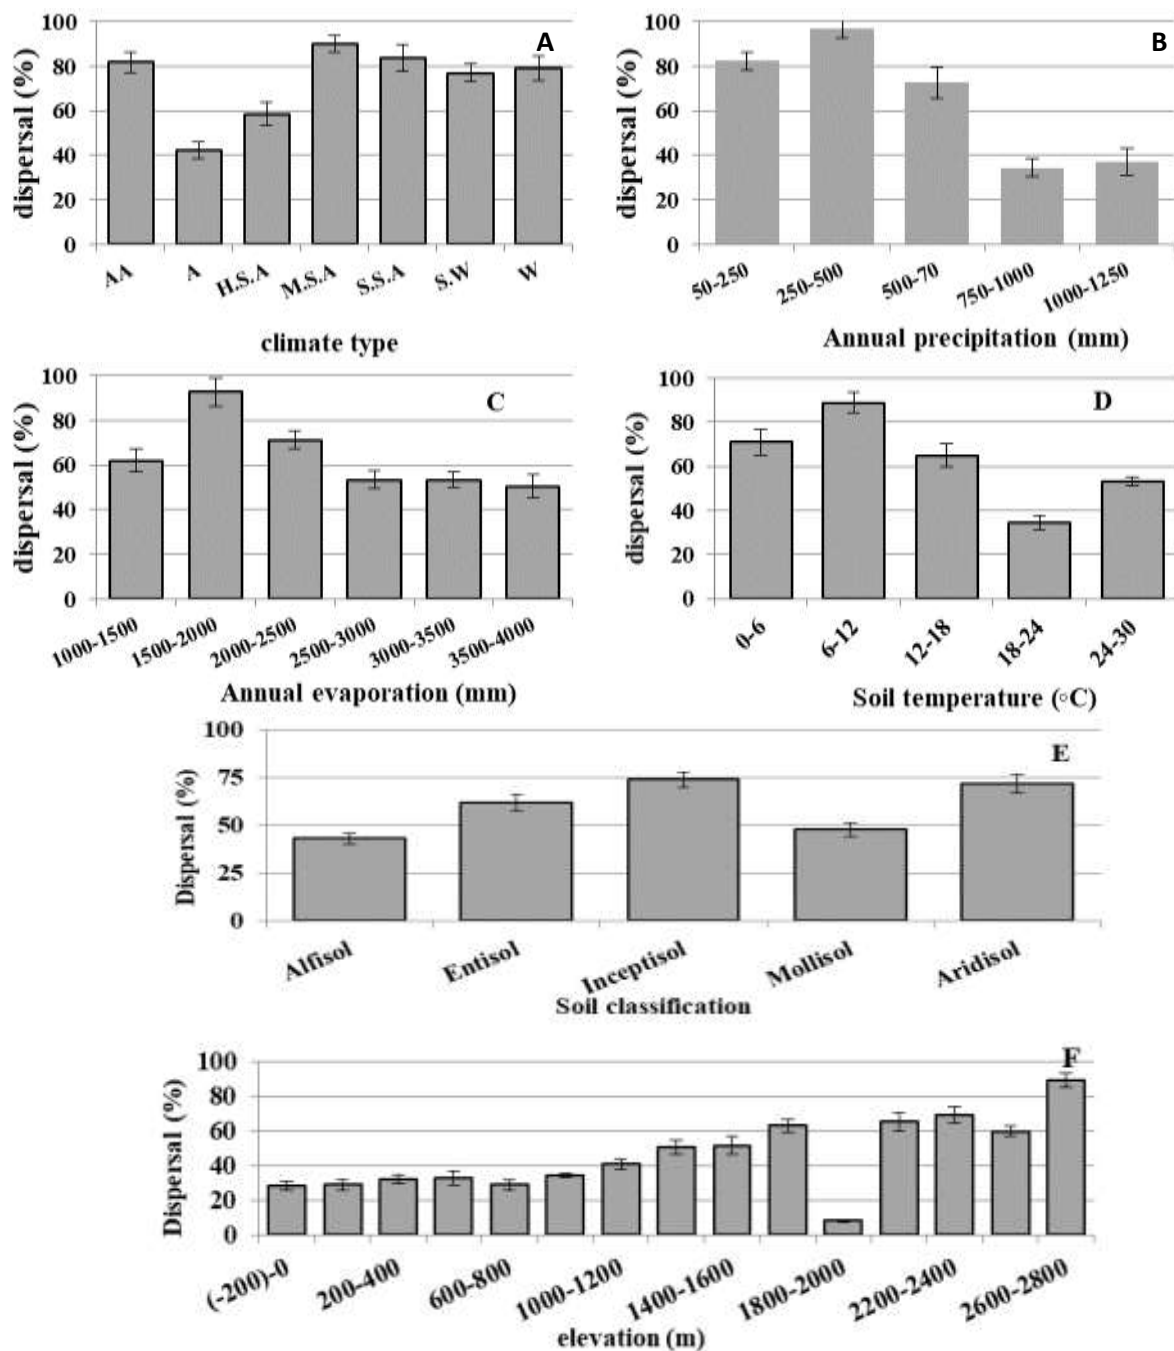 A
100
80
60
40
20
0
dispersal (%)
AA A H.S.A M.S.A S.S.A S.W W
climate type
B
100
80
60
40
20
0
dispersal (%)
50-250 250-500 500-70 750-1000 1000-1250
Annual precipitation (mm)
C
100
80
60
40
20
0
dispersal (%)
1000-1500 1500-2000 2000-2500 2500-3000 3000-3500 3500-4000
Annual evaporation (mm)
D
100
80
60
40
20
0
dispersal (%)
0-6 6-12 12-18 18-24 24-30
Soil temperature (◦C)
E
100
75
50
25
0
Dispersal (%)
Alfisol Entisol Inceptisol Mollisol Aridisol
Soil classification
F
100
80
60
40
20
0
Dispersal (%)
(-200)-0 200-400 600-800 1000-1200 1400-1600 1800-2000 2200-2400 2600-2800
elevation (m)